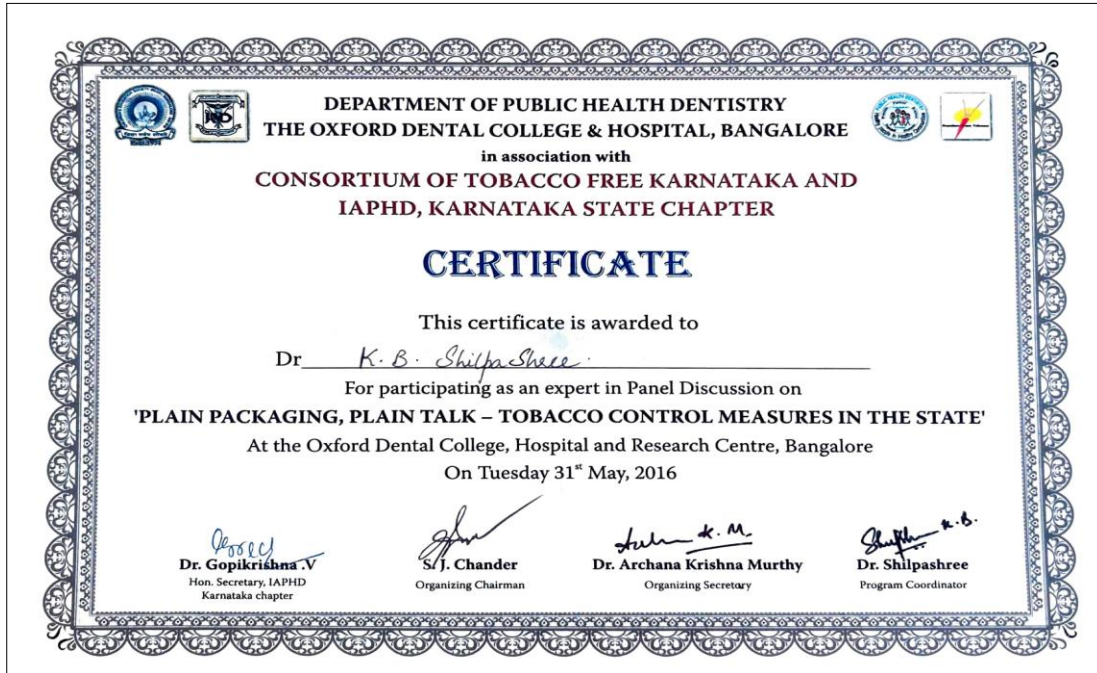 DEPARTMENT OF PUBLIC HEALTH DENTISTRY
THE OXFORD DENTAL COLLEGE & HOSPITAL, BANGALORE
in association with
CONSORTIUM OF TOBACCO FREE KARNATAKA AND
IAPHD, KARNATAKA STATE CHAPTER
CERTIFICATE
This certificate is awarded to
Dr K. B. ShilpaShree.
For participating as an expert in Panel Discussion on
'PLAIN PACKAGING, PLAIN TALK – TOBACCO CONTROL MEASURES IN THE STATE'
At the Oxford Dental College, Hospital and Research Centre, Bangalore
On Tuesday 31st May, 2016
Dr. Gopikrishna .V
Hon. Secretary, IAPHD
Karnataka chapter
S. J. Chander
Organizing Chairman
K. M.
Dr. Archana Krishna Murthy
Organizing Secretary
K. B.
Dr. Shilpashree
Program Coordinator